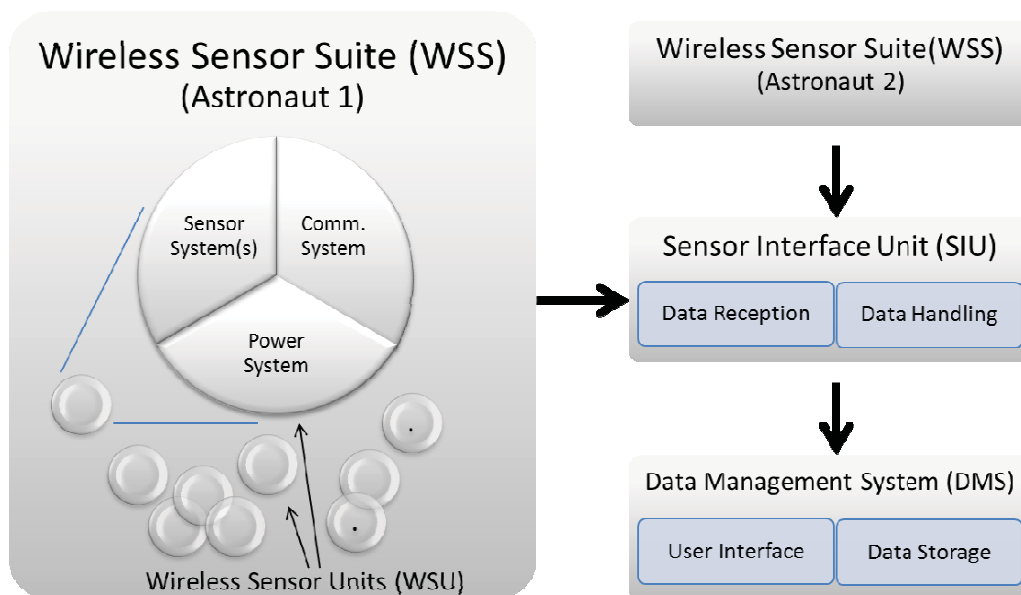 Wireless Sensor Suite (WSS)
(Astronaut 1)
Sensor
System(s)
Comm.
System
Power
System
Wireless Sensor Units (WSU)
Wireless Sensor Suite(WSS)
(Astronaut 2)
Sensor Interface Unit (SIU)
Data Reception
Data Handling
Data Management System (DMS)
User Interface
Data Storage